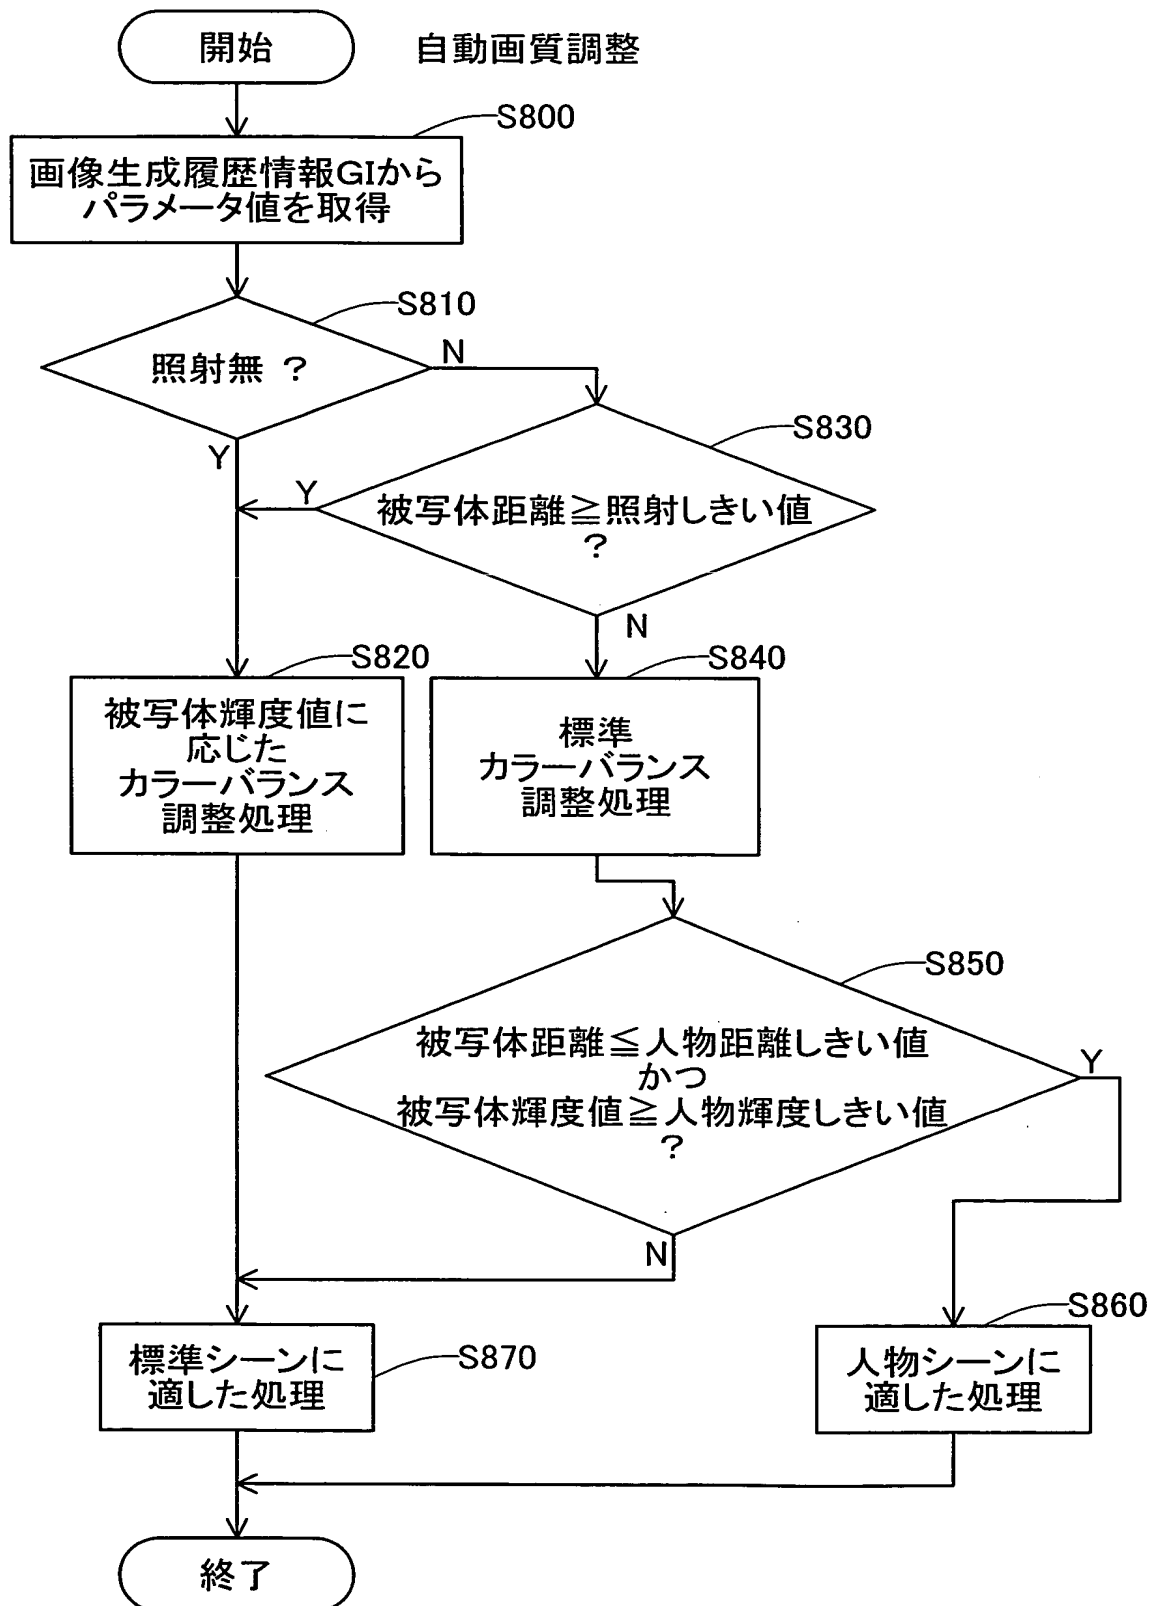 開始
自動画質調整
S800
画像生成履歴情報GIから
パラメータ値を取得
S810
照射無 ?
N
Y
S830
被写体距離≧照射しきい値
?
Y
N
S820
被写体輝度値に
応じた
カラーバランス
調整処理
S840
標準
カラーバランス
調整処理
S850
被写体距離≦人物距離しきい値
かつ
被写体輝度値≧人物輝度しきい値
?
Y
N
S860
人物シーンに
適した処理
S870
標準シーンに
適した処理
終了